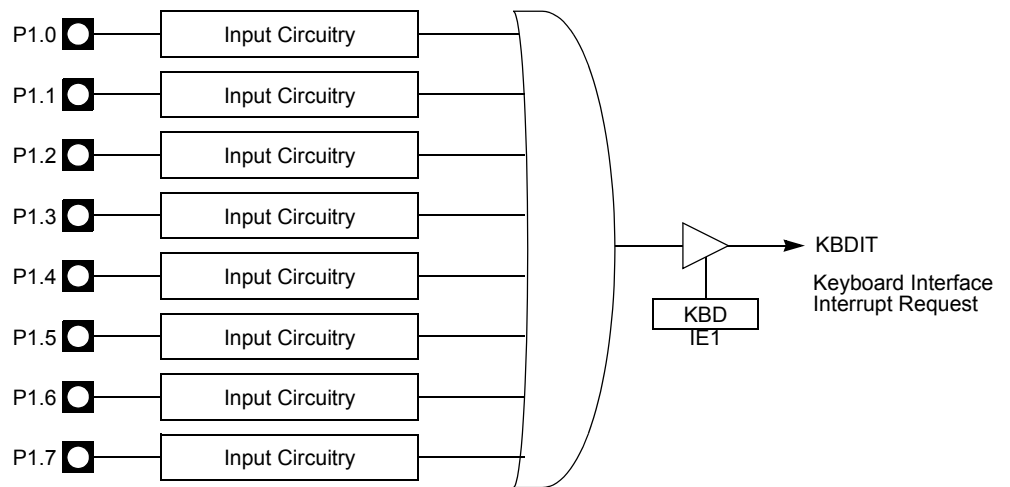 P1.0 Input Circuitry
P1.1 Input Circuitry
P1.2 Input Circuitry
P1.3 Input Circuitry
KBDIT
P1.4 Input Circuitry
Keyboard Interface
Interrupt Request
KBD
IE1
P1.5 Input Circuitry
P1.6 Input Circuitry
P1.7 Input Circuitry